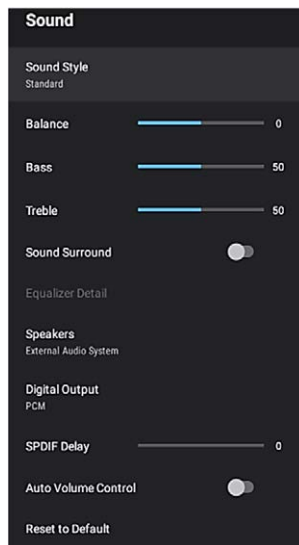 Sound
Sound Style
Standard
Balance 0
Bass 50
Treble 50
Sound Surround
Equalizer Detail
Speakers
External Audio System
Digital Output
PCM
SPDIF Delay 0
Auto Volume Control
Reset to Default